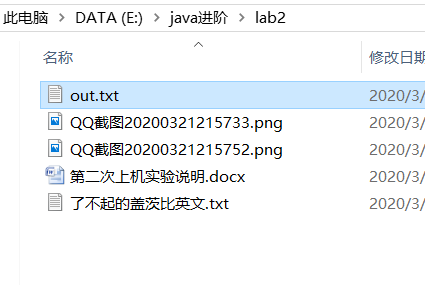 此电脑 > DATA (E:) > java进阶 > lab2
名称 修改日期
out.txt 2020/3/
QQ截图20200321215733.png 2020/3/
QQ截图20200321215752.png 2020/3/
第二次上机实验说明.docx 2020/3/
了不起的盖茨比英文.txt 2020/3/